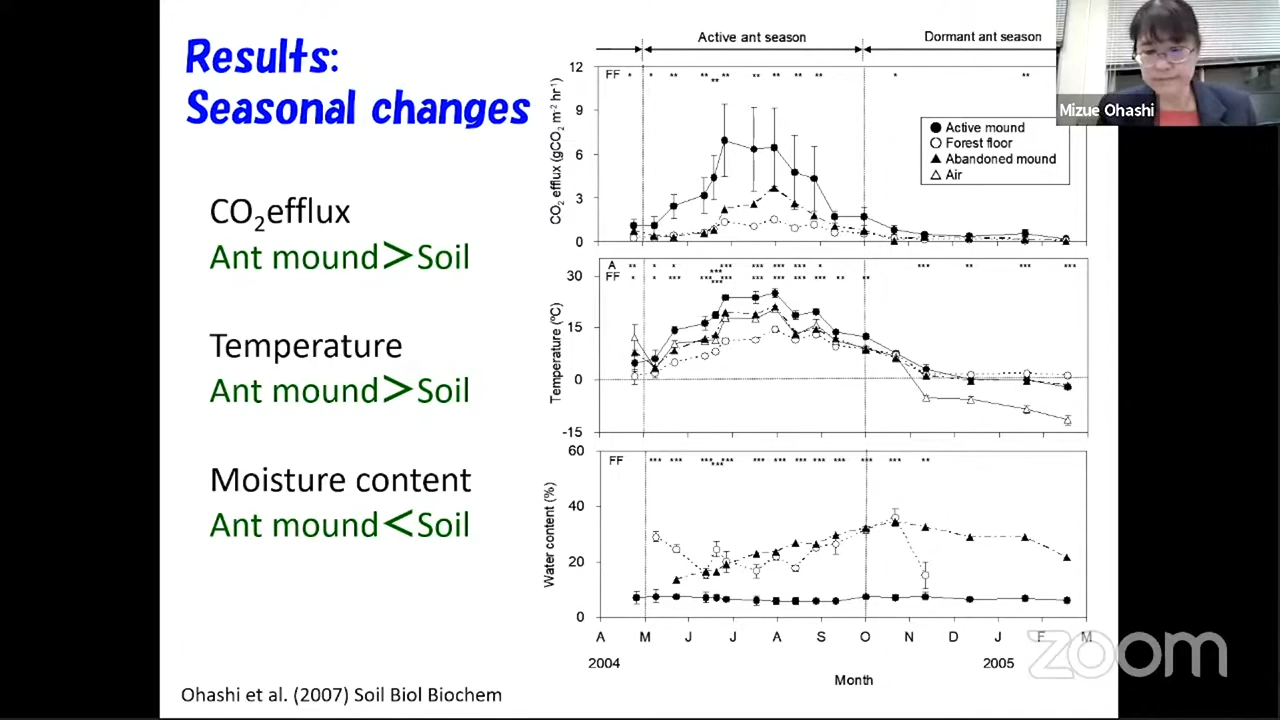 Results:
Seasonal changes
CO2efflux
Ant mound＞Soil
Temperature
Ant mound＞Soil
Moisture content
Ant mound＜Soil
Ohashi et al. (2007) Soil Biol Biochem
Active ant season
Dormant ant season
Mizue Ohashi
CO2 efflux (gCO2 m-2 hr-1)
12
9
6
3
0
FF * * ** ** ** ** ** ** ** ** * **
Active mound
Forest floor
Abandoned mound
Air
Temperature (ºC)
30
15
0
-15
A ** * * *** *** *** *** *** * *** ** *** ***
FF * * *** *** *** *** *** *** *** *** ** **
Water content (%)
60
40
20
0
FF *** *** *** *** *** *** *** *** *** *** *** *** **
A M J J A S O N D J F M
2004
2005
Month
zoom